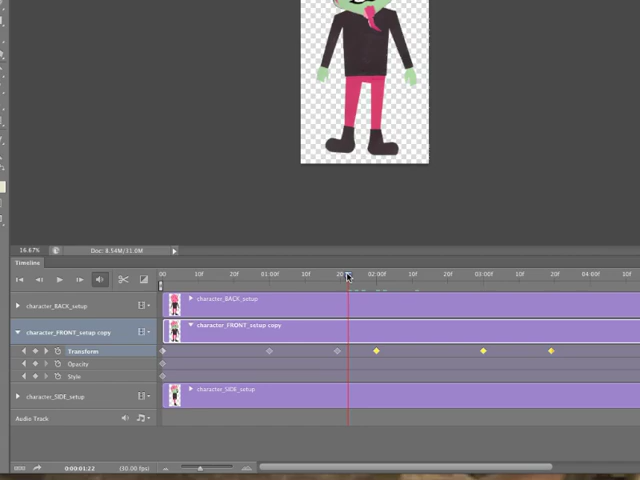 16.67%
Doc: 8.54M/31.0M
Timeline
00 10F 20F 01:00F 10F 20F 02:00F 10F 20F 03:00F 10F 20F 04:00F 10F
character_BACK_setup
character_BACK_setup
character_FRONT_setup copy
character_FRONT_setup copy
Transform
Opacity
Style
character_SIDE_setup
character_SIDE_setup
Audio Track
0:00:01:22
(30.00 fps)